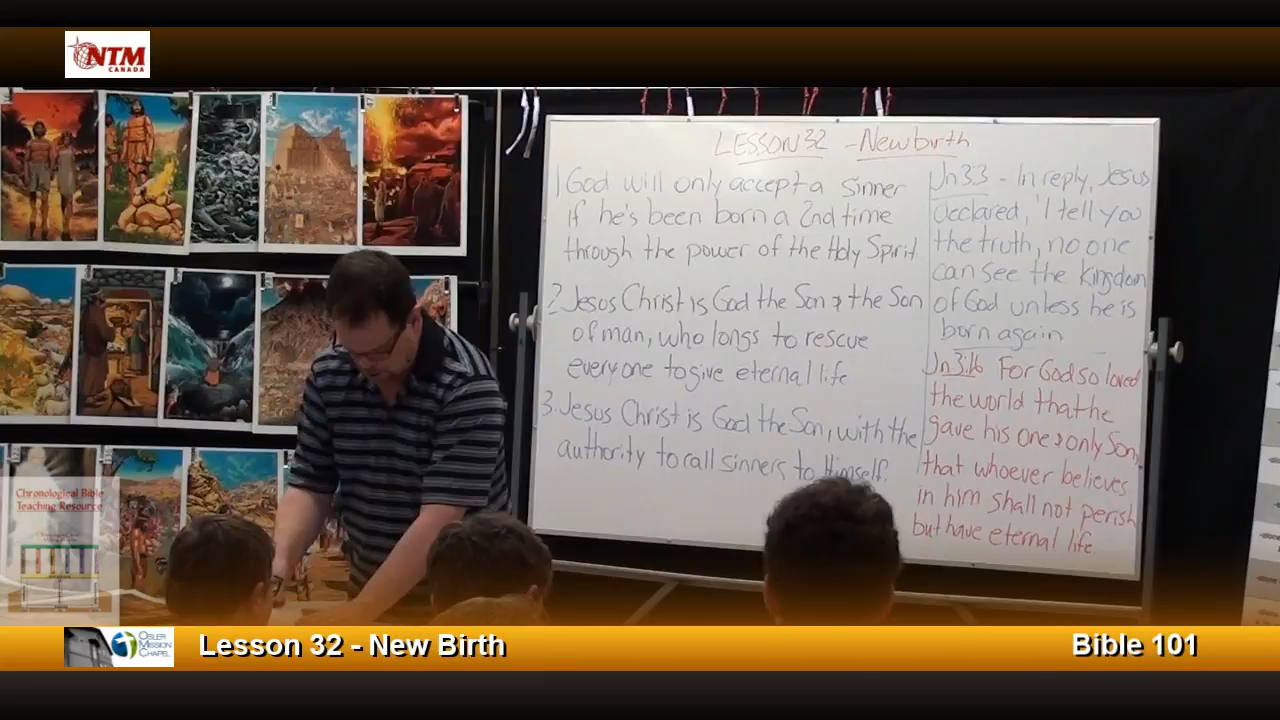 NTM
CANADA
LESSON 32 - New birth
1 God will only accept a sinner
if he's been born a 2nd time
through the power of the Holy Spirit
2. Jesus Christ is God the Son & the Son
of man, who longs to rescue
everyone to give eternal life
3. Jesus Christ is God the Son, with the
authority to call sinners to Himself.
Jn 3:3 - In reply, Jesus
declared, 'I tell you
the truth, no one
can see the kingdom
of God unless he is
born again
Jn 3:16 For God so loved
the world that he
gave his one & only Son,
that whoever believes
in him shall not perish
but have eternal life.
Chronological Bible
Teaching Resource
OSLER
MISSION
CHAPEL
Lesson 32 - New Birth
Bible 101